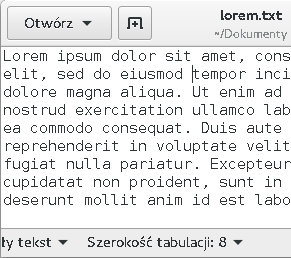 Otwórz
lorem.txt
~/Dokumenty
Lorem ipsum dolor sit amet, cons
elit, sed do eiusmod tempor inci
dolore magna aliqua. Ut enim ad
nostrud exercitation ullamco lab
ea commodo consequat. Duis aute
reprehenderit in voluptate velit
fugiat nulla pariatur. Excepteur
cupidatat non proident, sunt in
deserunt mollit anim id est labo
ły tekst Szerokość tabulacji: 8